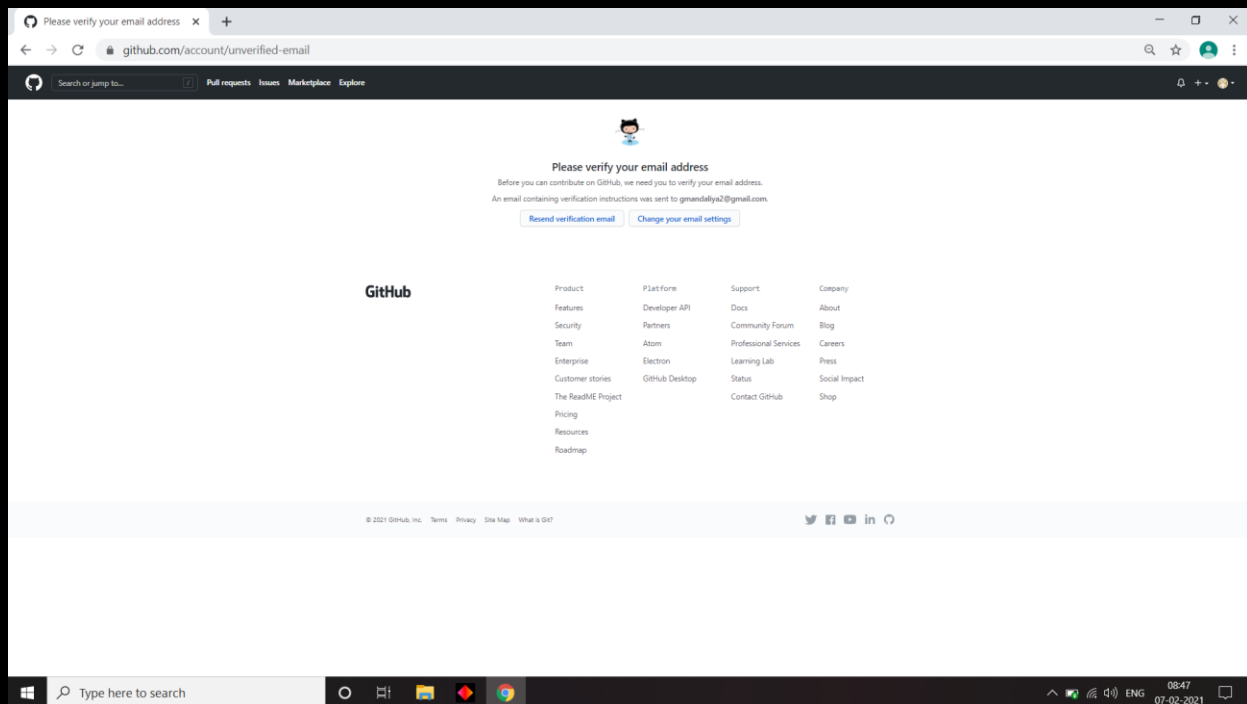 Please verify your email address
github.com/account/unverified-email
Search or jump to... / Pull requests Issues Marketplace Explore
Please verify your email address
Before you can contribute on GitHub, we need you to verify your email address.
An email containing verification instructions was sent to gmandaliya2@gmail.com.
Resend verification email Change your email settings
GitHub
Product Platform Support Company
Features Developer API Docs About
Security Partners Community Forum Blog
Team Atom Professional Services Careers
Enterprise Electron Learning Lab Press
Customer stories GitHub Desktop Status Social Impact
The ReadME Project Contact GitHub Shop
Pricing
Resources
Roadmap
© 2021 GitHub, Inc. Terms Privacy Site Map What is Git?
Type here to search
ENG
08:47
07-02-2021